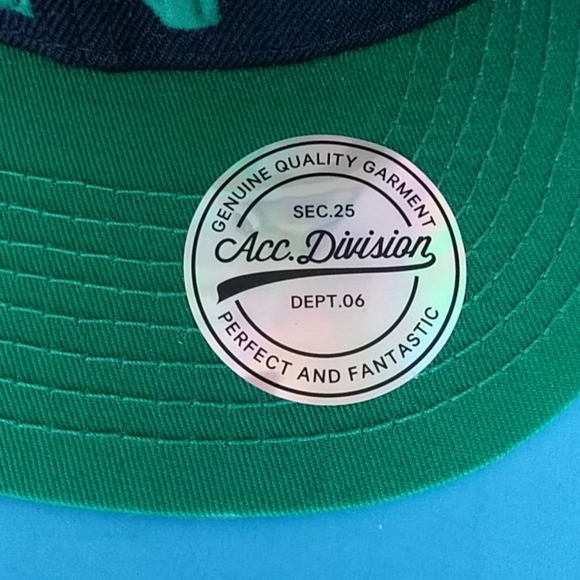 GENUINE QUALITY GARMENT
SEC.25
Acc.Division
DEPT.06
PERFECT AND FANTASTIC